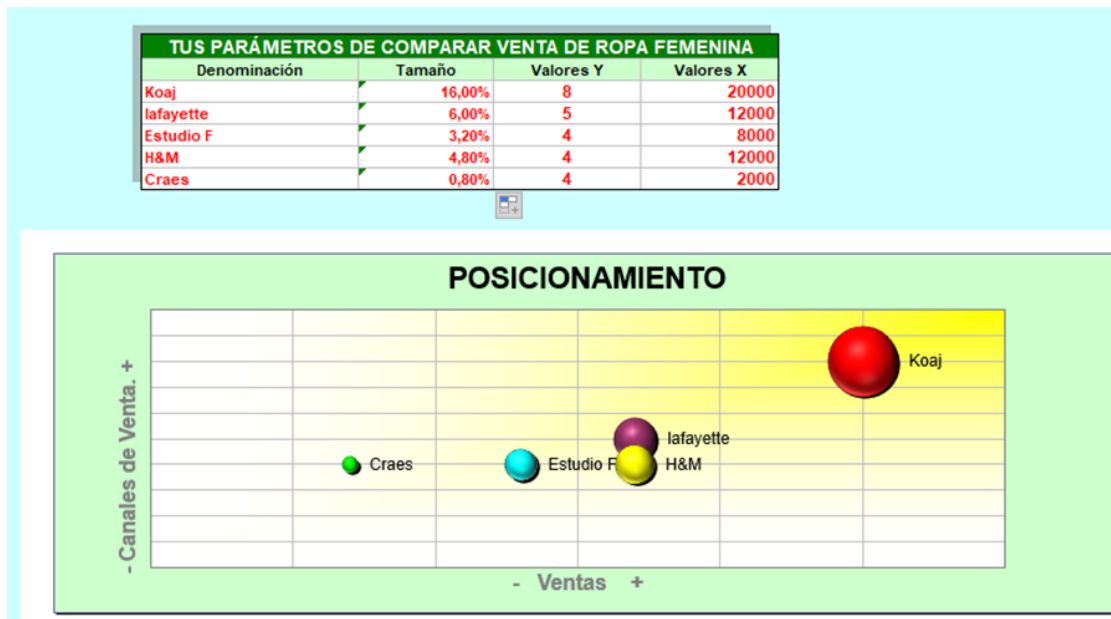 TUS PARÁMETROS DE COMPARAR VENTA DE ROPA FEMENINA
Denominación Tamaño Valores Y Valores X
Koaj 16,00% 8 20000
lafayette 6,00% 5 12000
Estudio F 3,20% 4 8000
H&M 4,80% 4 12000
Craes 0,80% 4 2000
POSICIONAMIENTO
- Canales de Venta. +
Koaj
lafayette
Craes
Estudio F
H&M
- Ventas +